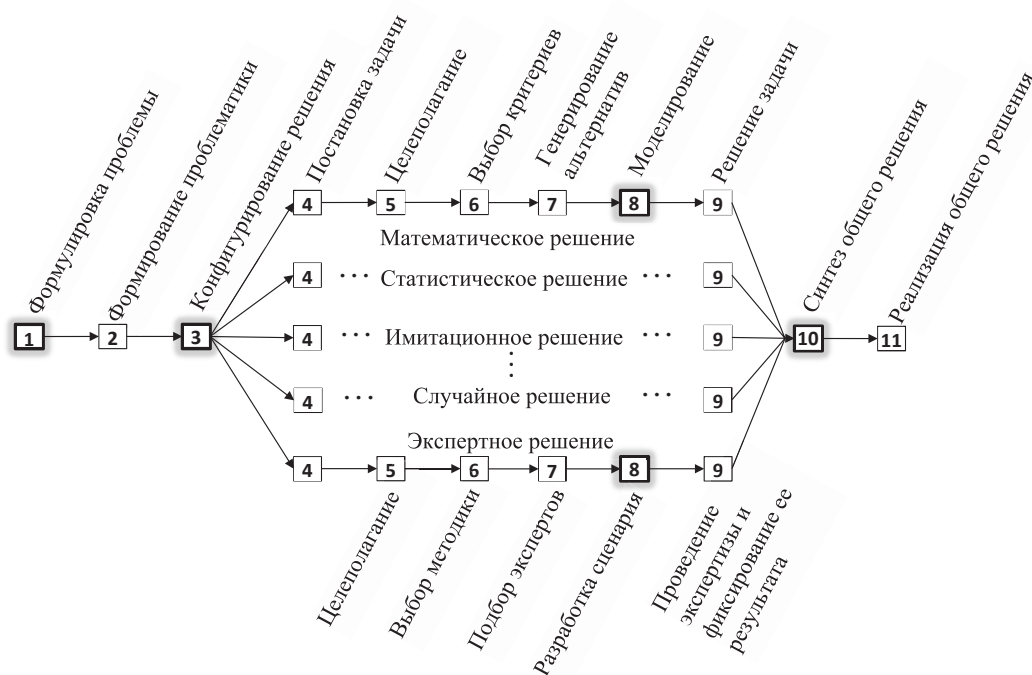 Формулировка проблемы
Формирование проблематики
Конфигурирование решения
Постановка задачи
Целеполагание
Выбор критериев
Генерирование
альтернатив
Моделирование
Решение задачи
Синтез общего решения
Реализация общего решения
4 5 6 7 8 9
Математическое решение
4 ··· Статистическое решение ··· 9
1 2 3 4 ··· Имитационное решение ··· 9 10 11
4 ··· Случайное решение ··· 9
Экспертное решение
4 5 6 7 8 9
Целеполагание
Выбор методики
Подбор экспертов
Разработка сценария
Проведение
экспертизы и
фиксирование ее
результата